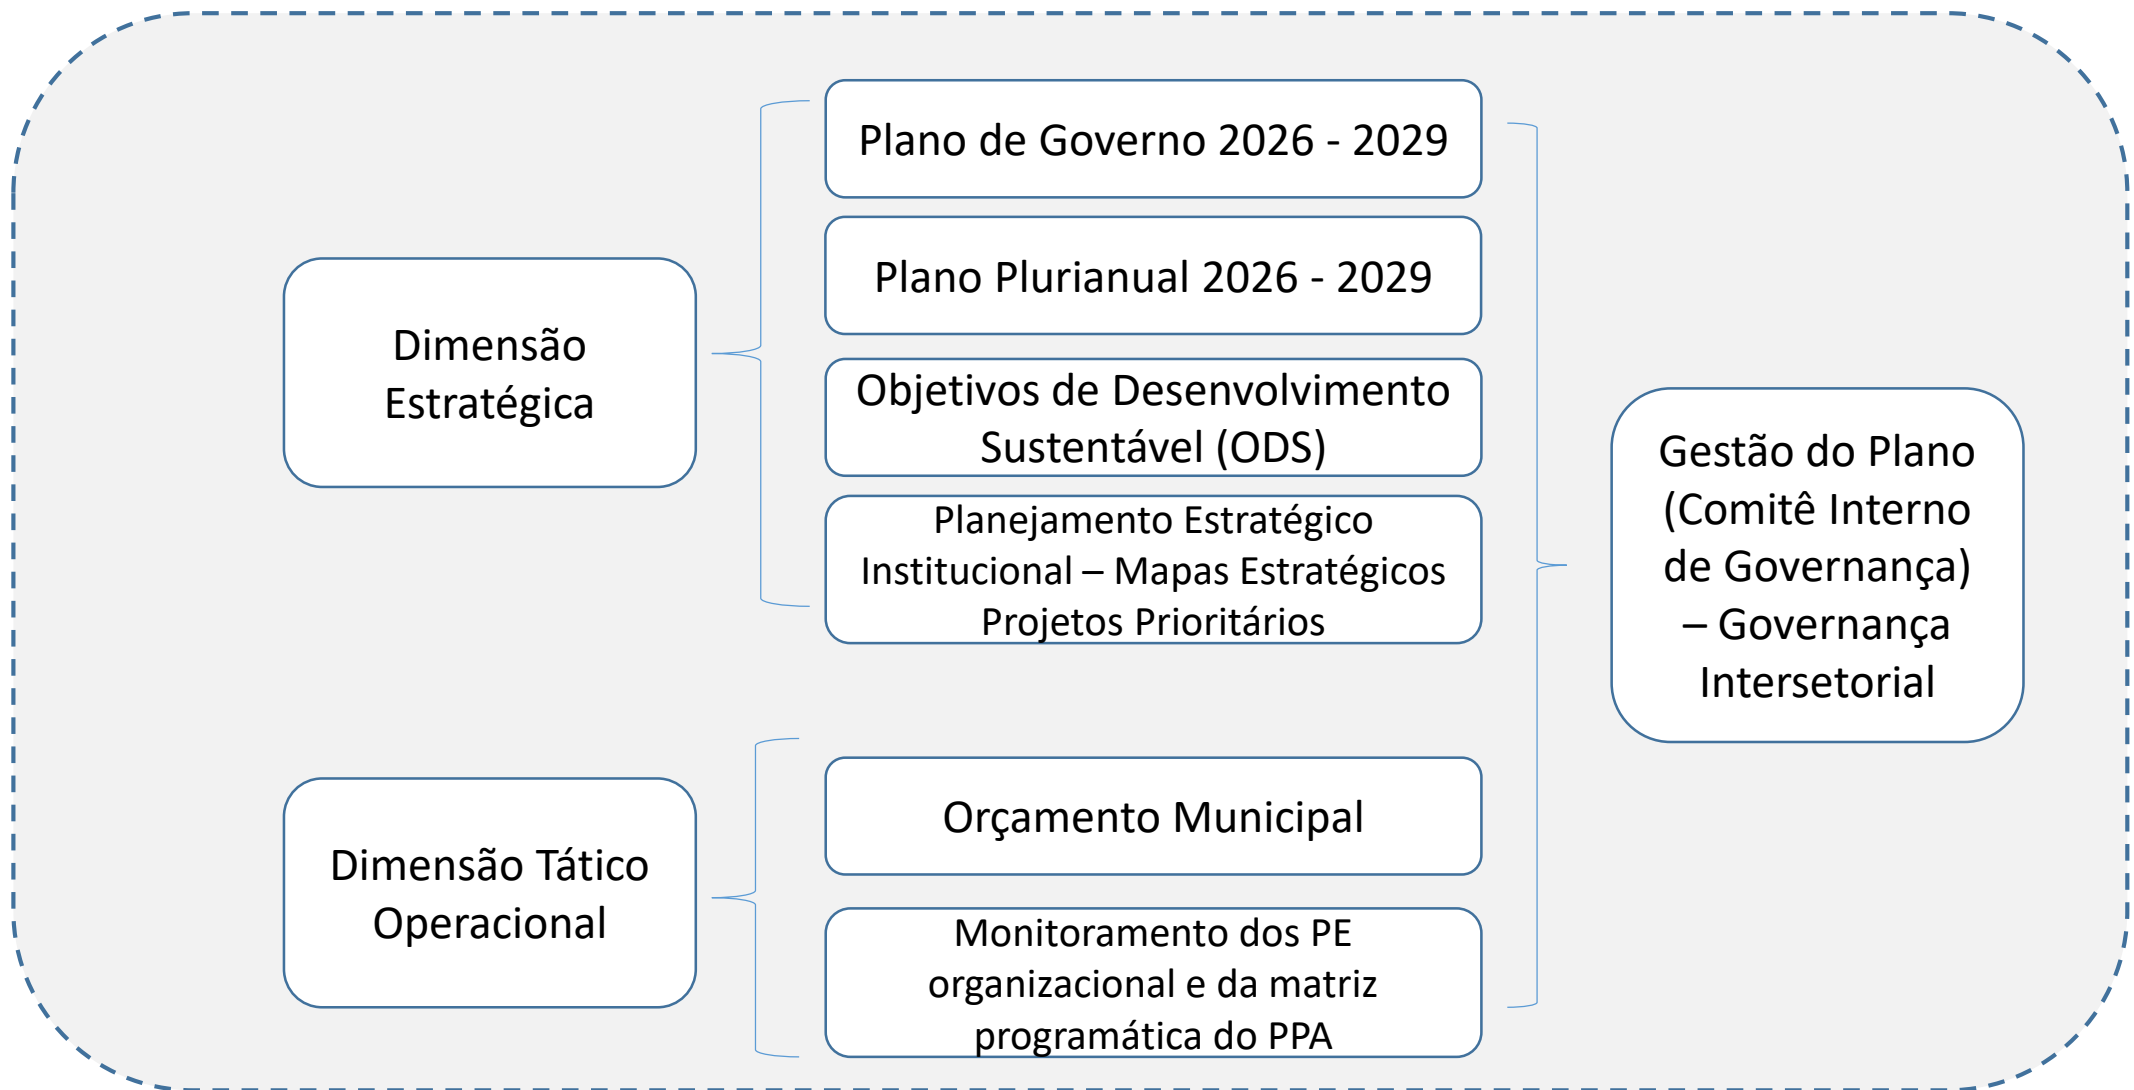 Plano de Governo 2026 - 2029
Plano Plurianual 2026 - 2029
Dimensão
Estratégica
Objetivos de Desenvolvimento
Sustentável (ODS)
Planejamento Estratégico
Institucional – Mapas Estratégicos
Projetos Prioritários
Gestão do Plano
(Comitê Interno
de Governança)
– Governança
Intersetorial
Orçamento Municipal
Dimensão Tático
Operacional
Monitoramento dos PE
organizacional e da matriz
programática do PPA